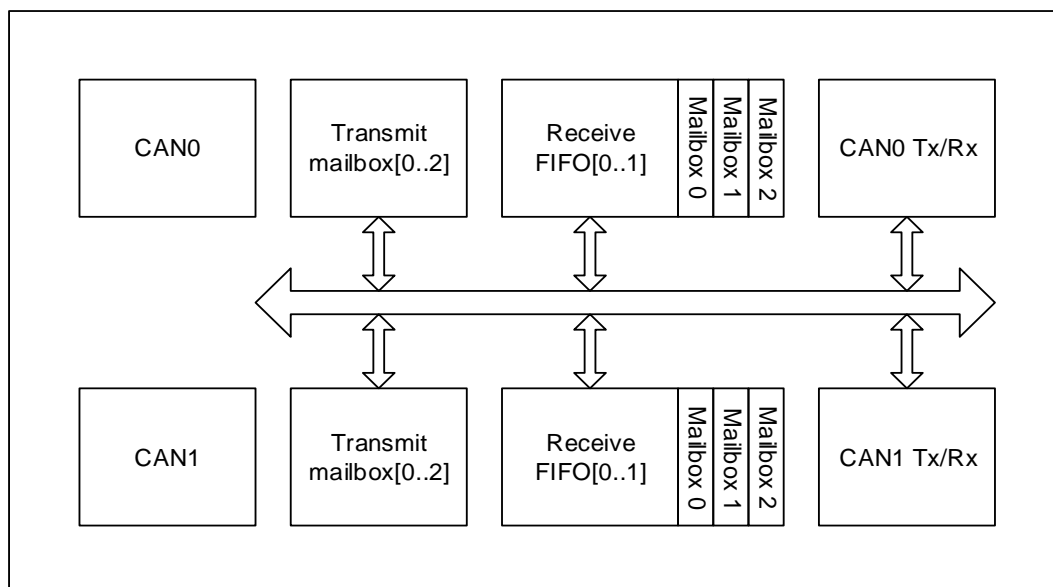 CAN0
Transmit
mailbox[0..2]
Receive
FIFO[0..1]
Mailbox 0
Mailbox 1
Mailbox 2
CAN0 Tx/Rx
CAN1
Transmit
mailbox[0..2]
Receive
FIFO[0..1]
Mailbox 0
Mailbox 1
Mailbox 2
CAN1 Tx/Rx